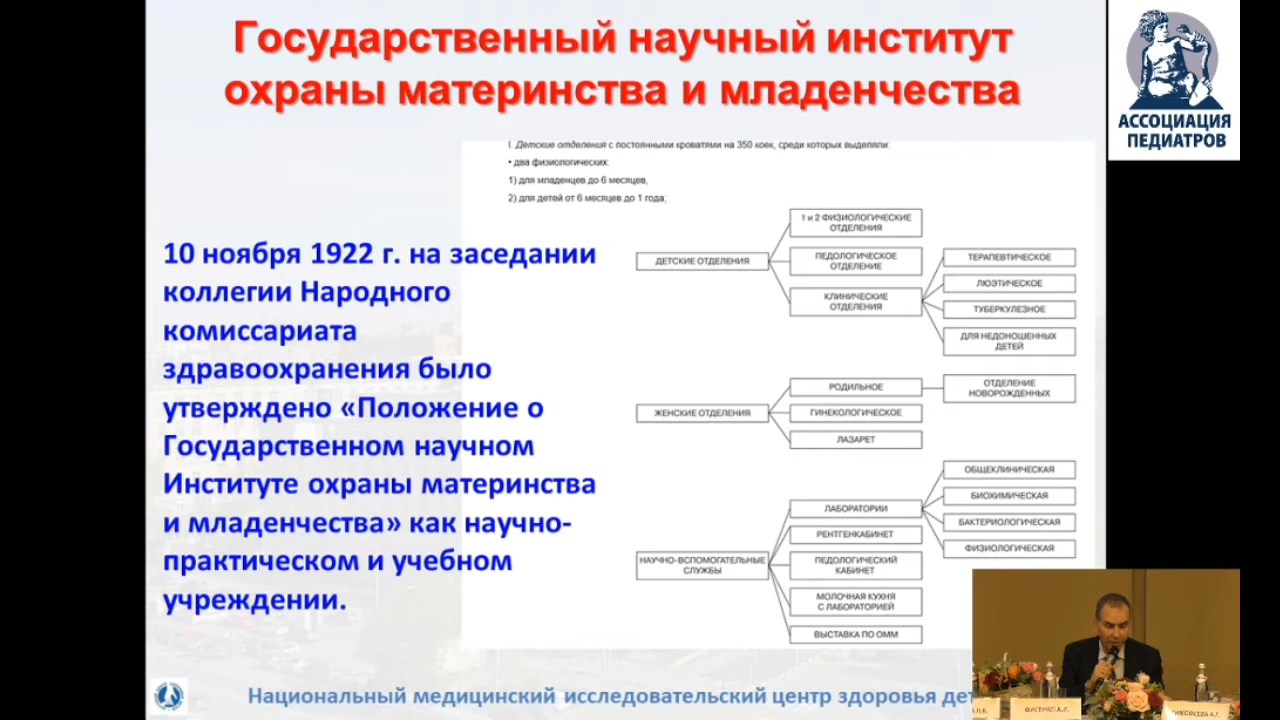 Государственный научный институт
охраны материнства и младенчества
АССОЦИАЦИЯ
ПЕДИАТРОВ
I. Детские отделения с постоянными кроватями на 350 коек, среди которых выделяли:
• два физиологических:
1) для младенцев до 6 месяцев,
2) для детей от 6 месяцев до 1 года;
10 ноября 1922 г. на заседании
коллегии Народного
комиссариата
здравоохранения было
утверждено «Положение о
Государственном научном
Институте охраны материнства
и младенчества» как научно-
практическом и учебном
учреждении.
ДЕТСКИЕ ОТДЕЛЕНИЯ
1 и 2 ФИЗИОЛОГИЧЕСКИЕ
ОТДЕЛЕНИЯ
ПЕДОЛОГИЧЕСКОЕ
ОТДЕЛЕНИЕ
КЛИНИЧЕСКИЕ
ОТДЕЛЕНИЯ
ТЕРАПЕВТИЧЕСКОЕ
ЛЮЭТИЧЕСКОЕ
ТУБЕРКУЛЕЗНОЕ
ДЛЯ НЕДОНОШЕННЫХ
ДЕТЕЙ
ЖЕНСКИЕ ОТДЕЛЕНИЯ
РОДИЛЬНОЕ
ГИНЕКОЛОГИЧЕСКОЕ
ЛАЗАРЕТ
ОТДЕЛЕНИЕ
НОВОРОЖДЕННЫХ
НАУЧНО-ВСПОМОГАТЕЛЬНЫЕ
СЛУЖБЫ
ЛАБОРАТОРИИ
РЕНТГЕНКАБИНЕТ
ПЕДОЛОГИЧЕСКИЙ
КАБИНЕТ
МОЛОЧНАЯ КУХНЯ
С ЛАБОРАТОРИЕЙ
ВЫСТАВКА ПО ОММ
ОБЩЕКЛИНИЧЕСКАЯ
БИОХИМИЧЕСКАЯ
БАКТЕРИОЛОГИЧЕСКАЯ
ФИЗИОЛОГИЧЕСКАЯ
Национальный медицинский исследовательский центр здоровья дет
ФИСЕНКО А.П.